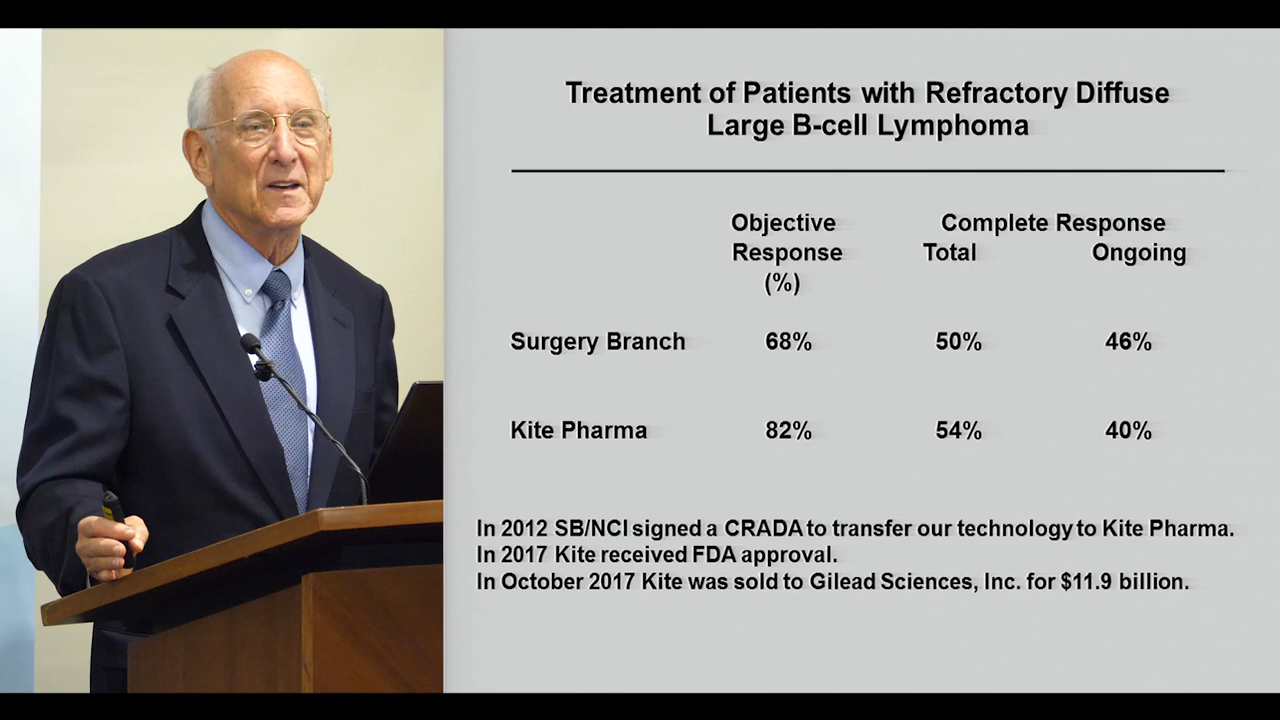 Treatment of Patients with Refractory Diffuse
Large B-cell Lymphoma
Objective Complete Response
Response Total Ongoing
(%)
Surgery Branch 68% 50% 46%
Kite Pharma 82% 54% 40%
In 2012 SB/NCI signed a CRADA to transfer our technology to Kite Pharma.
In 2017 Kite received FDA approval.
In October 2017 Kite was sold to Gilead Sciences, Inc. for $11.9 billion.